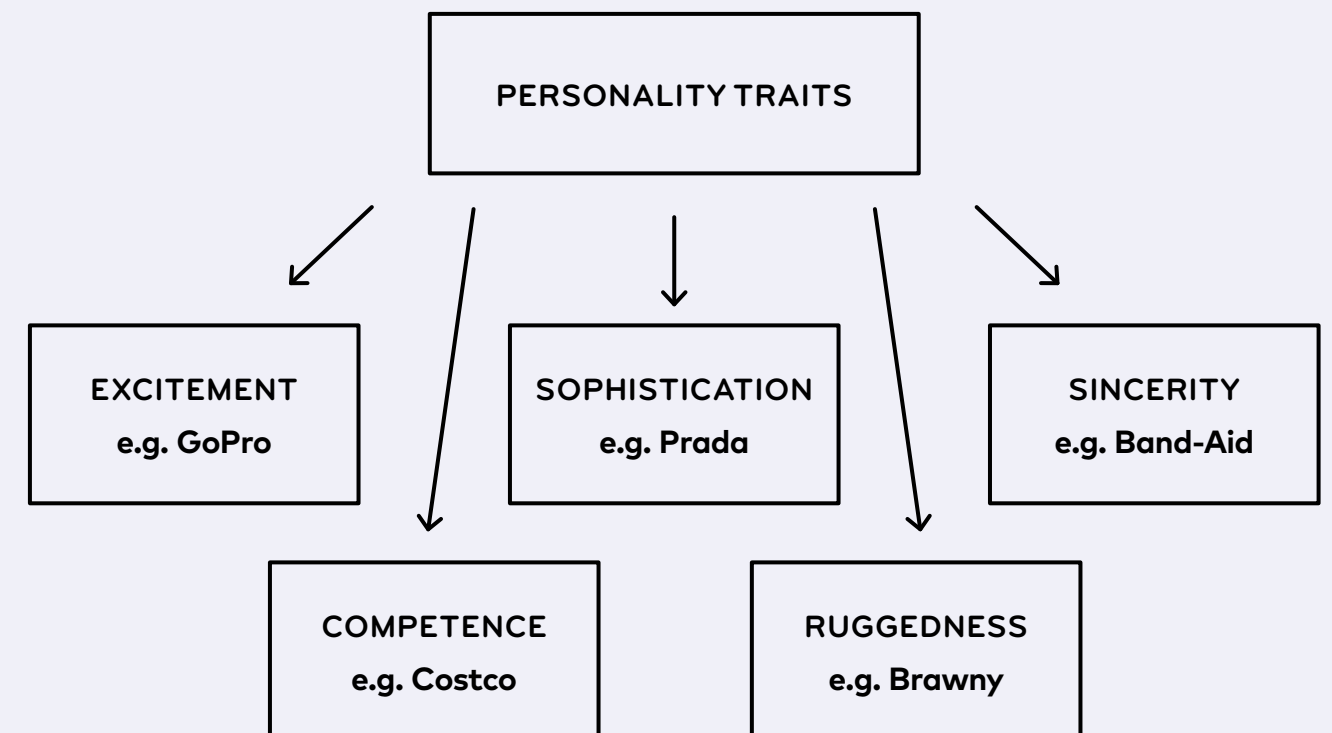 PERSONALITY TRAITS
EXCITEMENT
e.g. GoPro
SOPHISTICATION
e.g. Prada
SINCERITY
e.g. Band-Aid
COMPETENCE
e.g. Costco
RUGGEDNESS
e.g. Brawny